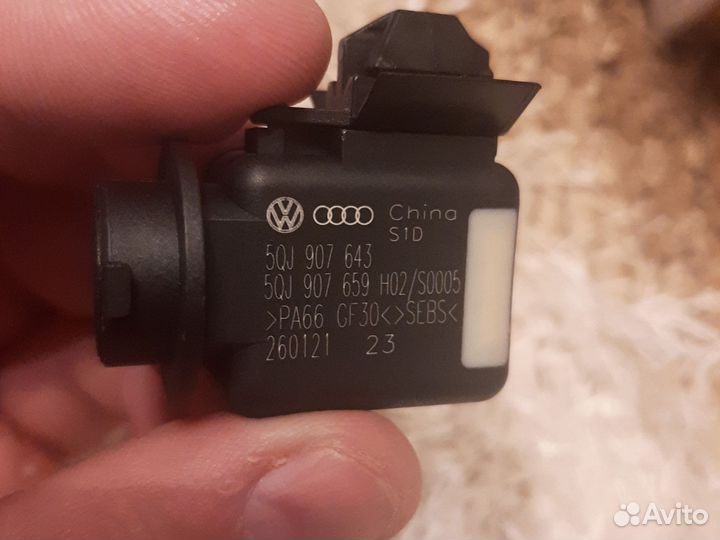 China
S1D
5QJ 907 643
5QJ 907 659 H02/S0005
>PA66 GF30<>SEBS<
260121 23
Avito